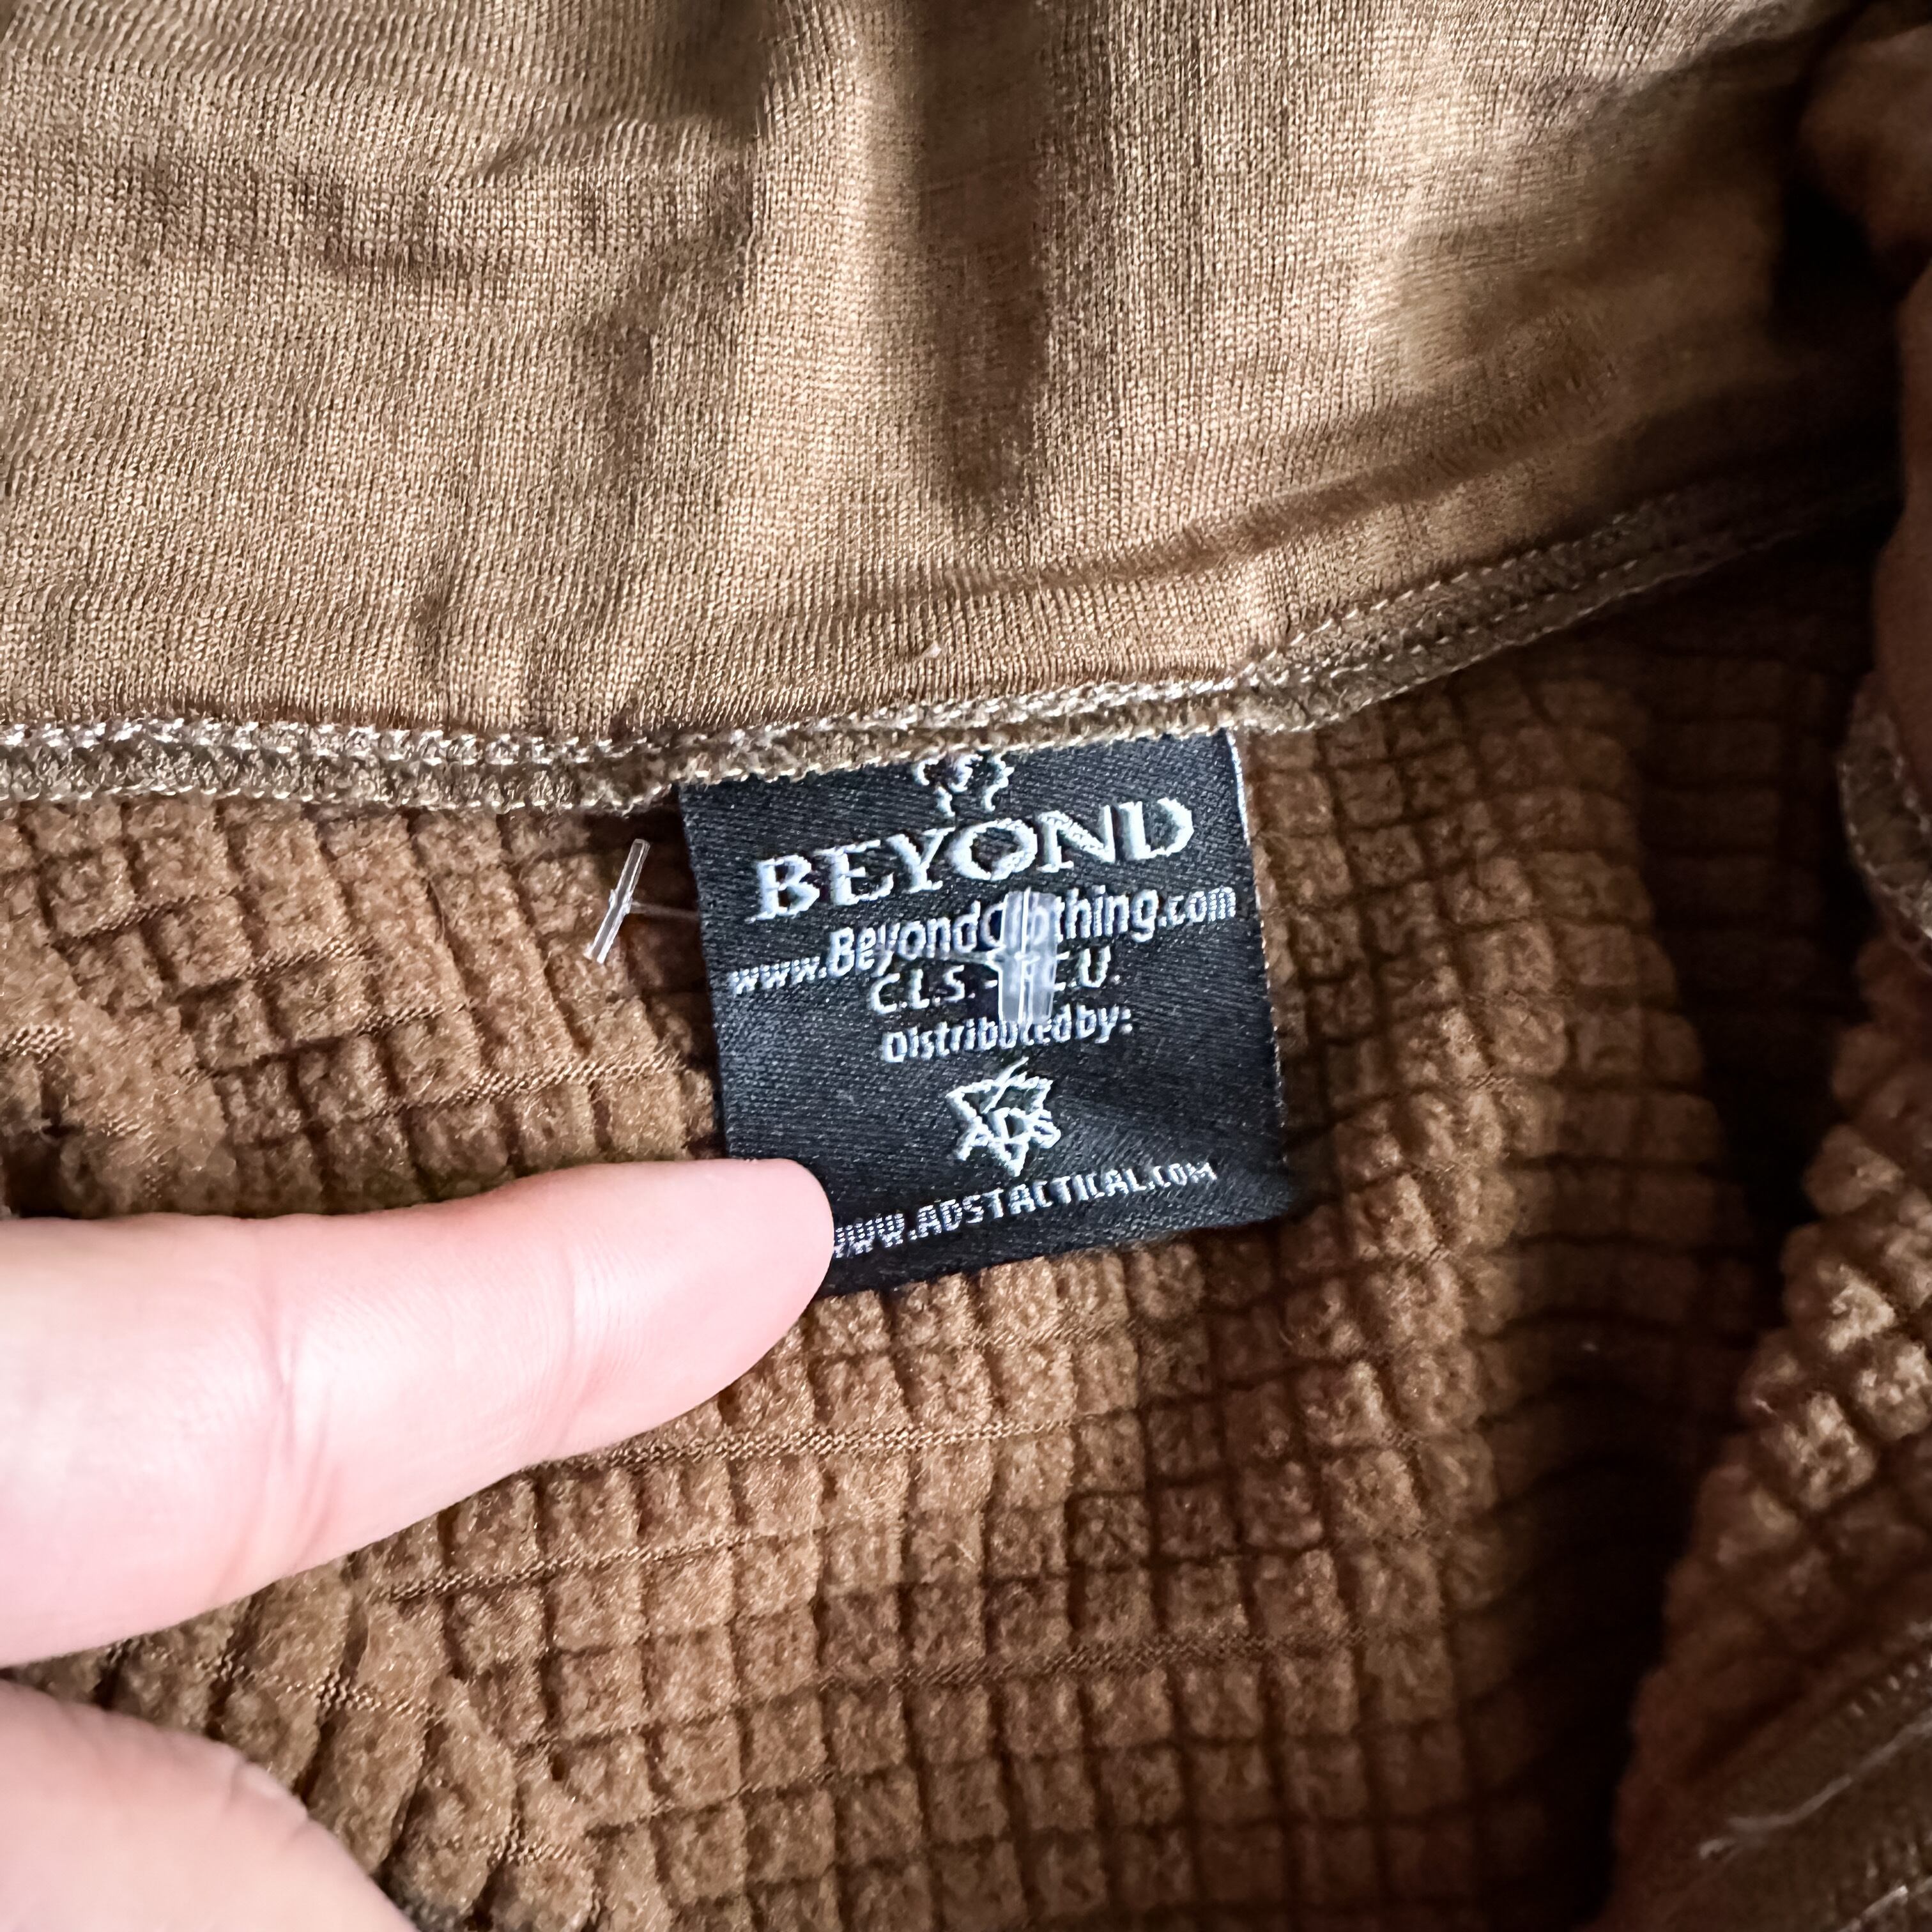 BEYOND
www.BeyondClothing.com
C.L.S. - P.C.U.
Distributed by:
ADS
WWW.ADSTACTICAL.COM